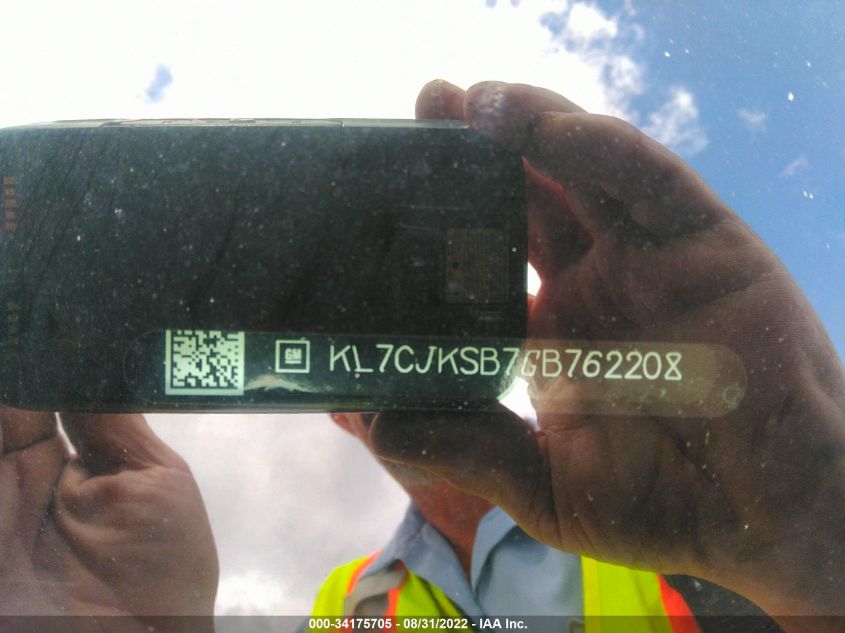 GM KL7CJKSB7GB762208
000-34175705 - 08/31/2022 - IAA Inc.